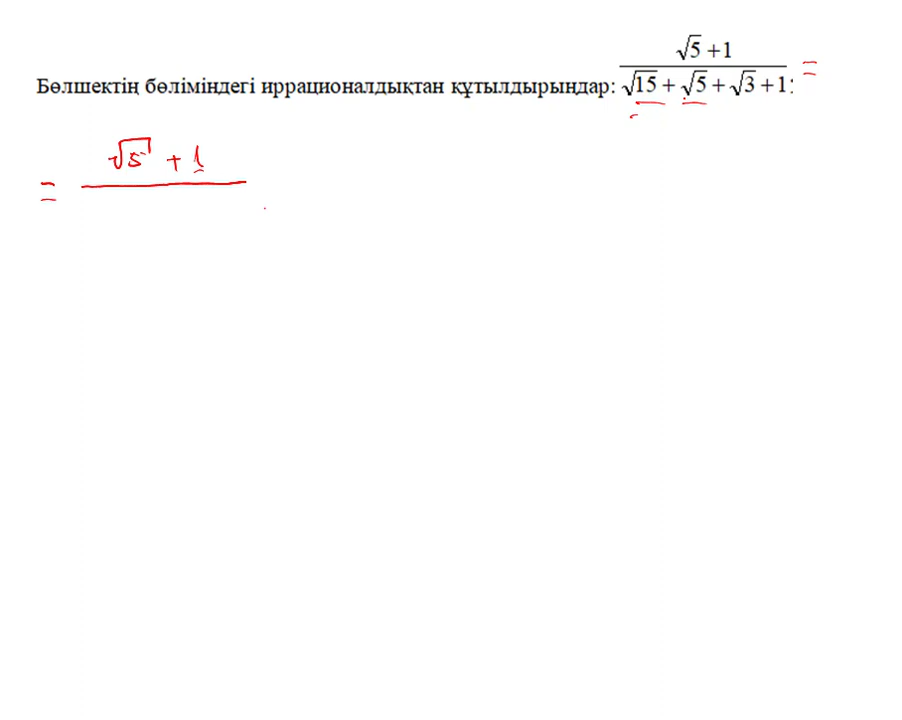 √5 + 1
Бөлшектің бөліміндегі иррационалдықтан құтылдырыңдар: √15 + √5 + √3 + 1; =
√5 + 1
=